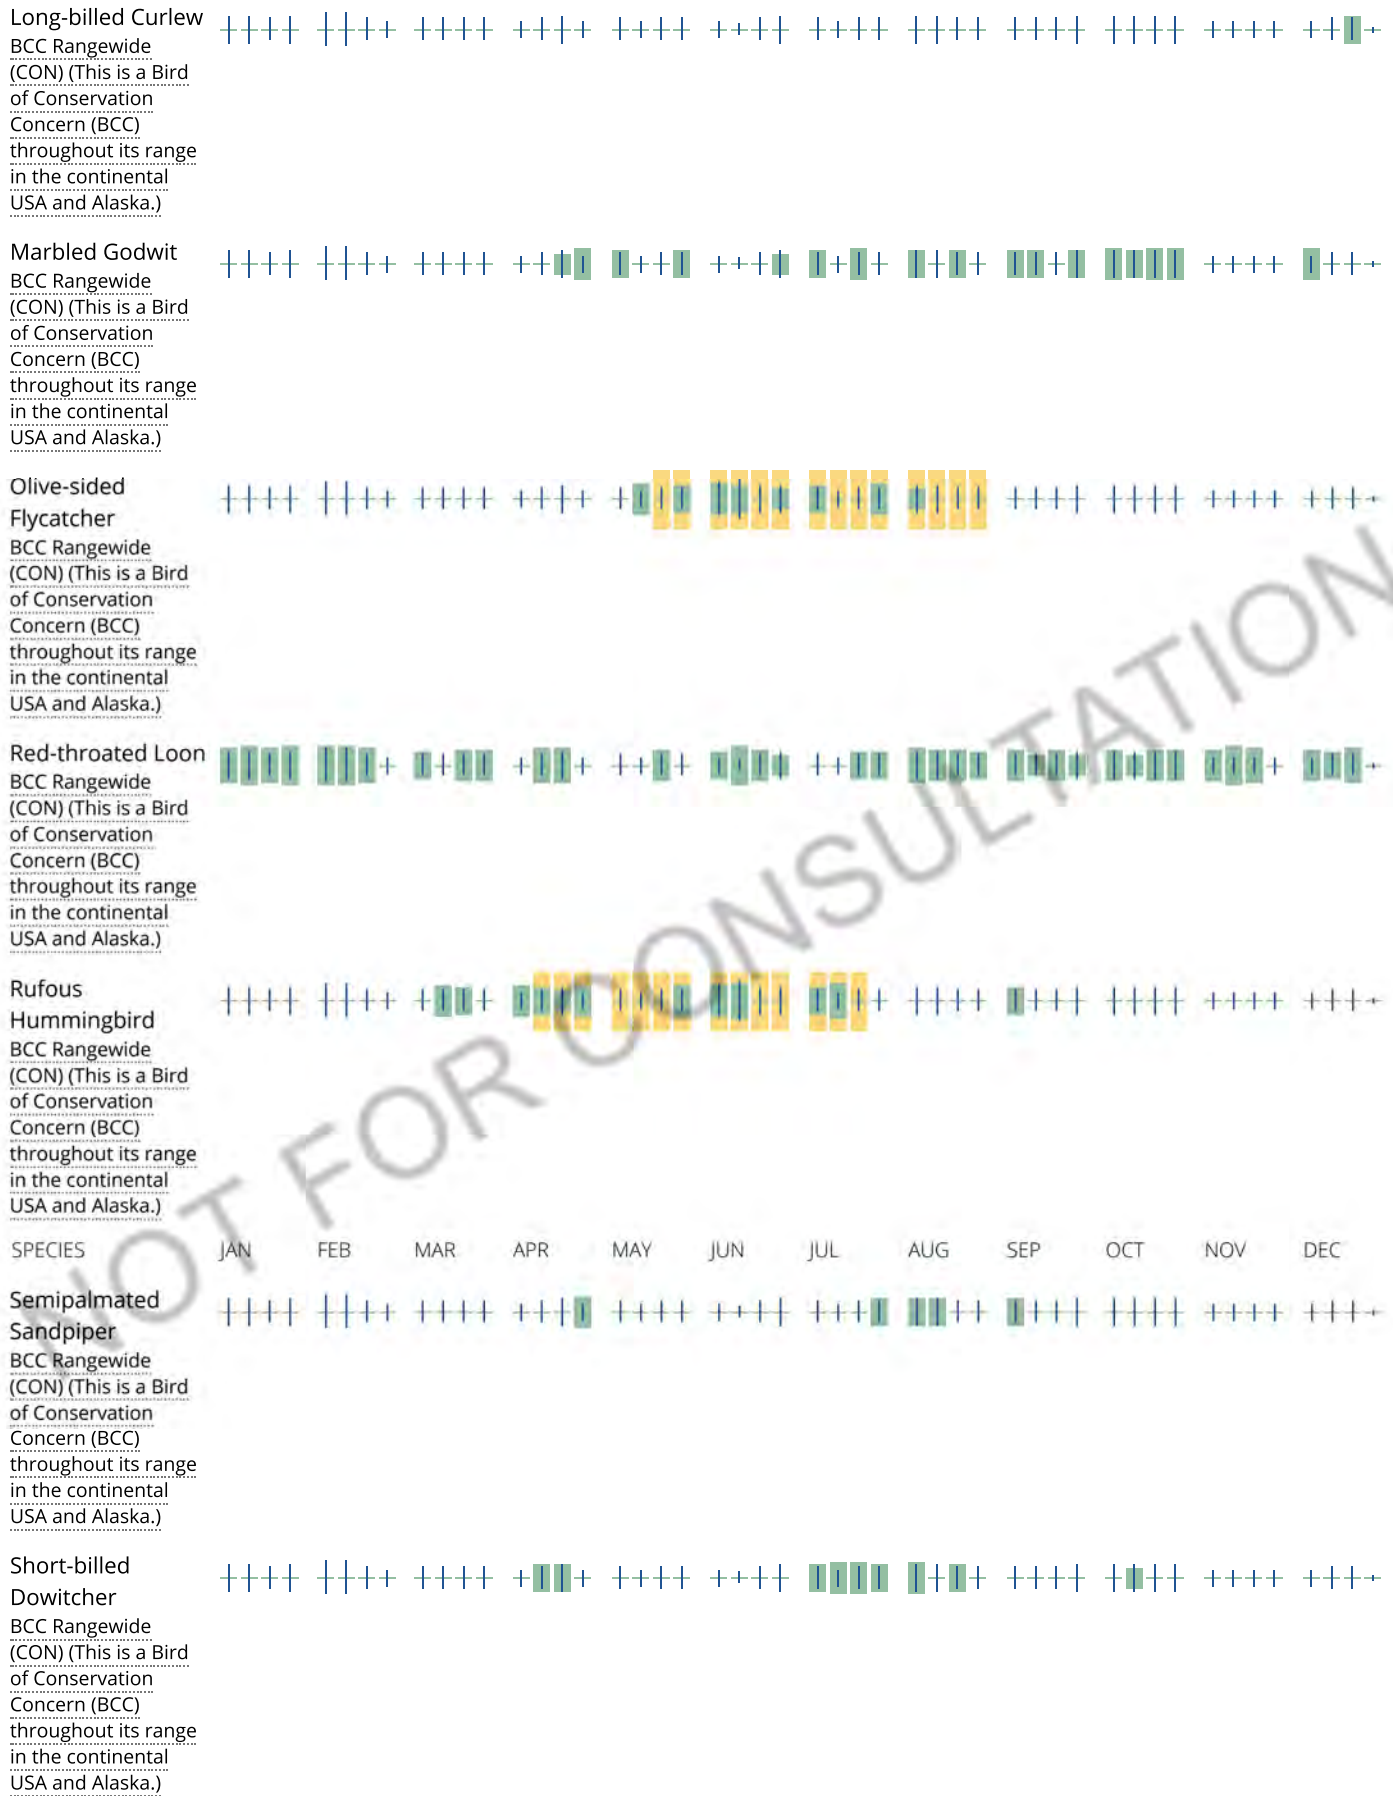 Long-billed Curlew
BCC Rangewide
(CON) (This is a Bird
of Conservation
Concern (BCC)
throughout its range
in the continental
USA and Alaska.)
Marbled Godwit
BCC Rangewide
(CON) (This is a Bird
of Conservation
Concern (BCC)
throughout its range
in the continental
USA and Alaska.)
Olive-sided
Flycatcher
BCC Rangewide
(CON) (This is a Bird
of Conservation
Concern (BCC)
throughout its range
in the continental
USA and Alaska.)
Red-throated Loon
BCC Rangewide
(CON) (This is a Bird
of Conservation
Concern (BCC)
throughout its range
in the continental
USA and Alaska.)
Rufous
Hummingbird
BCC Rangewide
(CON) (This is a Bird
of Conservation
Concern (BCC)
throughout its range
in the continental
USA and Alaska.)
SPECIES JAN FEB MAR APR MAY JUN JUL AUG SEP OCT NOV DEC
Semipalmated
Sandpiper
BCC Rangewide
(CON) (This is a Bird
of Conservation
Concern (BCC)
throughout its range
in the continental
USA and Alaska.)
Short-billed
Dowitcher
BCC Rangewide
(CON) (This is a Bird
of Conservation
Concern (BCC)
throughout its range
in the continental
USA and Alaska.)
NOT FOR CONSULTATION